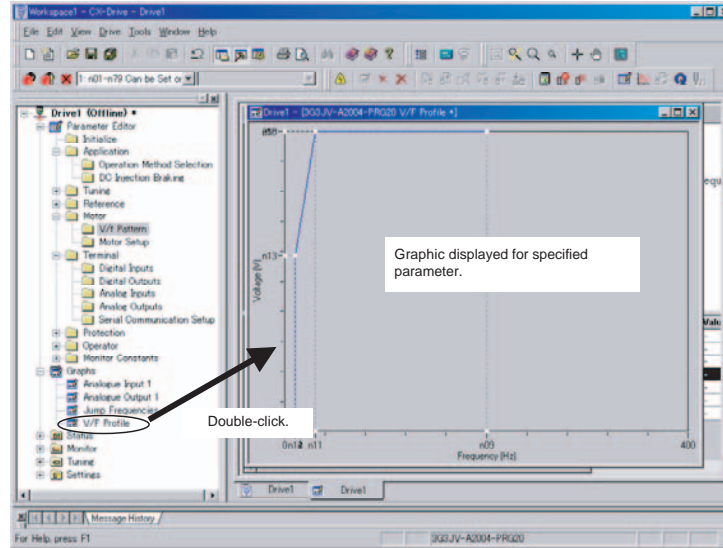 Workspace1 - CX-Drive - Drive1
File Edit View Drive Tools Window Help
1: n01-n79 Can be Set or
Drive1 (Offline) *
Parameter Editor
Initialize
Application
Operation Method Selection
DC Injection Braking
Tuning
Reference
Motor
V/f Pattern
Motor Setup
Terminal
Digital Inputs
Digital Outputs
Analog Inputs
Analog Outputs
Serial Communication Setup
Protection
Operator
Monitor Constants
Graphs
Analogue Input 1
Analogue Output 1
Jump Frequencies
V/F Profile
Status
Monitor
Tuning
Settings
Drive1 - [3G3JV-A2004-PRG20 V/F Profile *]
n13
Voltage [V]
Graphic displayed for specified
parameter.
Double-click.
n11
n09
400
Frequency [Hz]
equ
Valu
Drive1
Drive1
Message History
For Help, press F1
3G3JV-A2004-PRG20